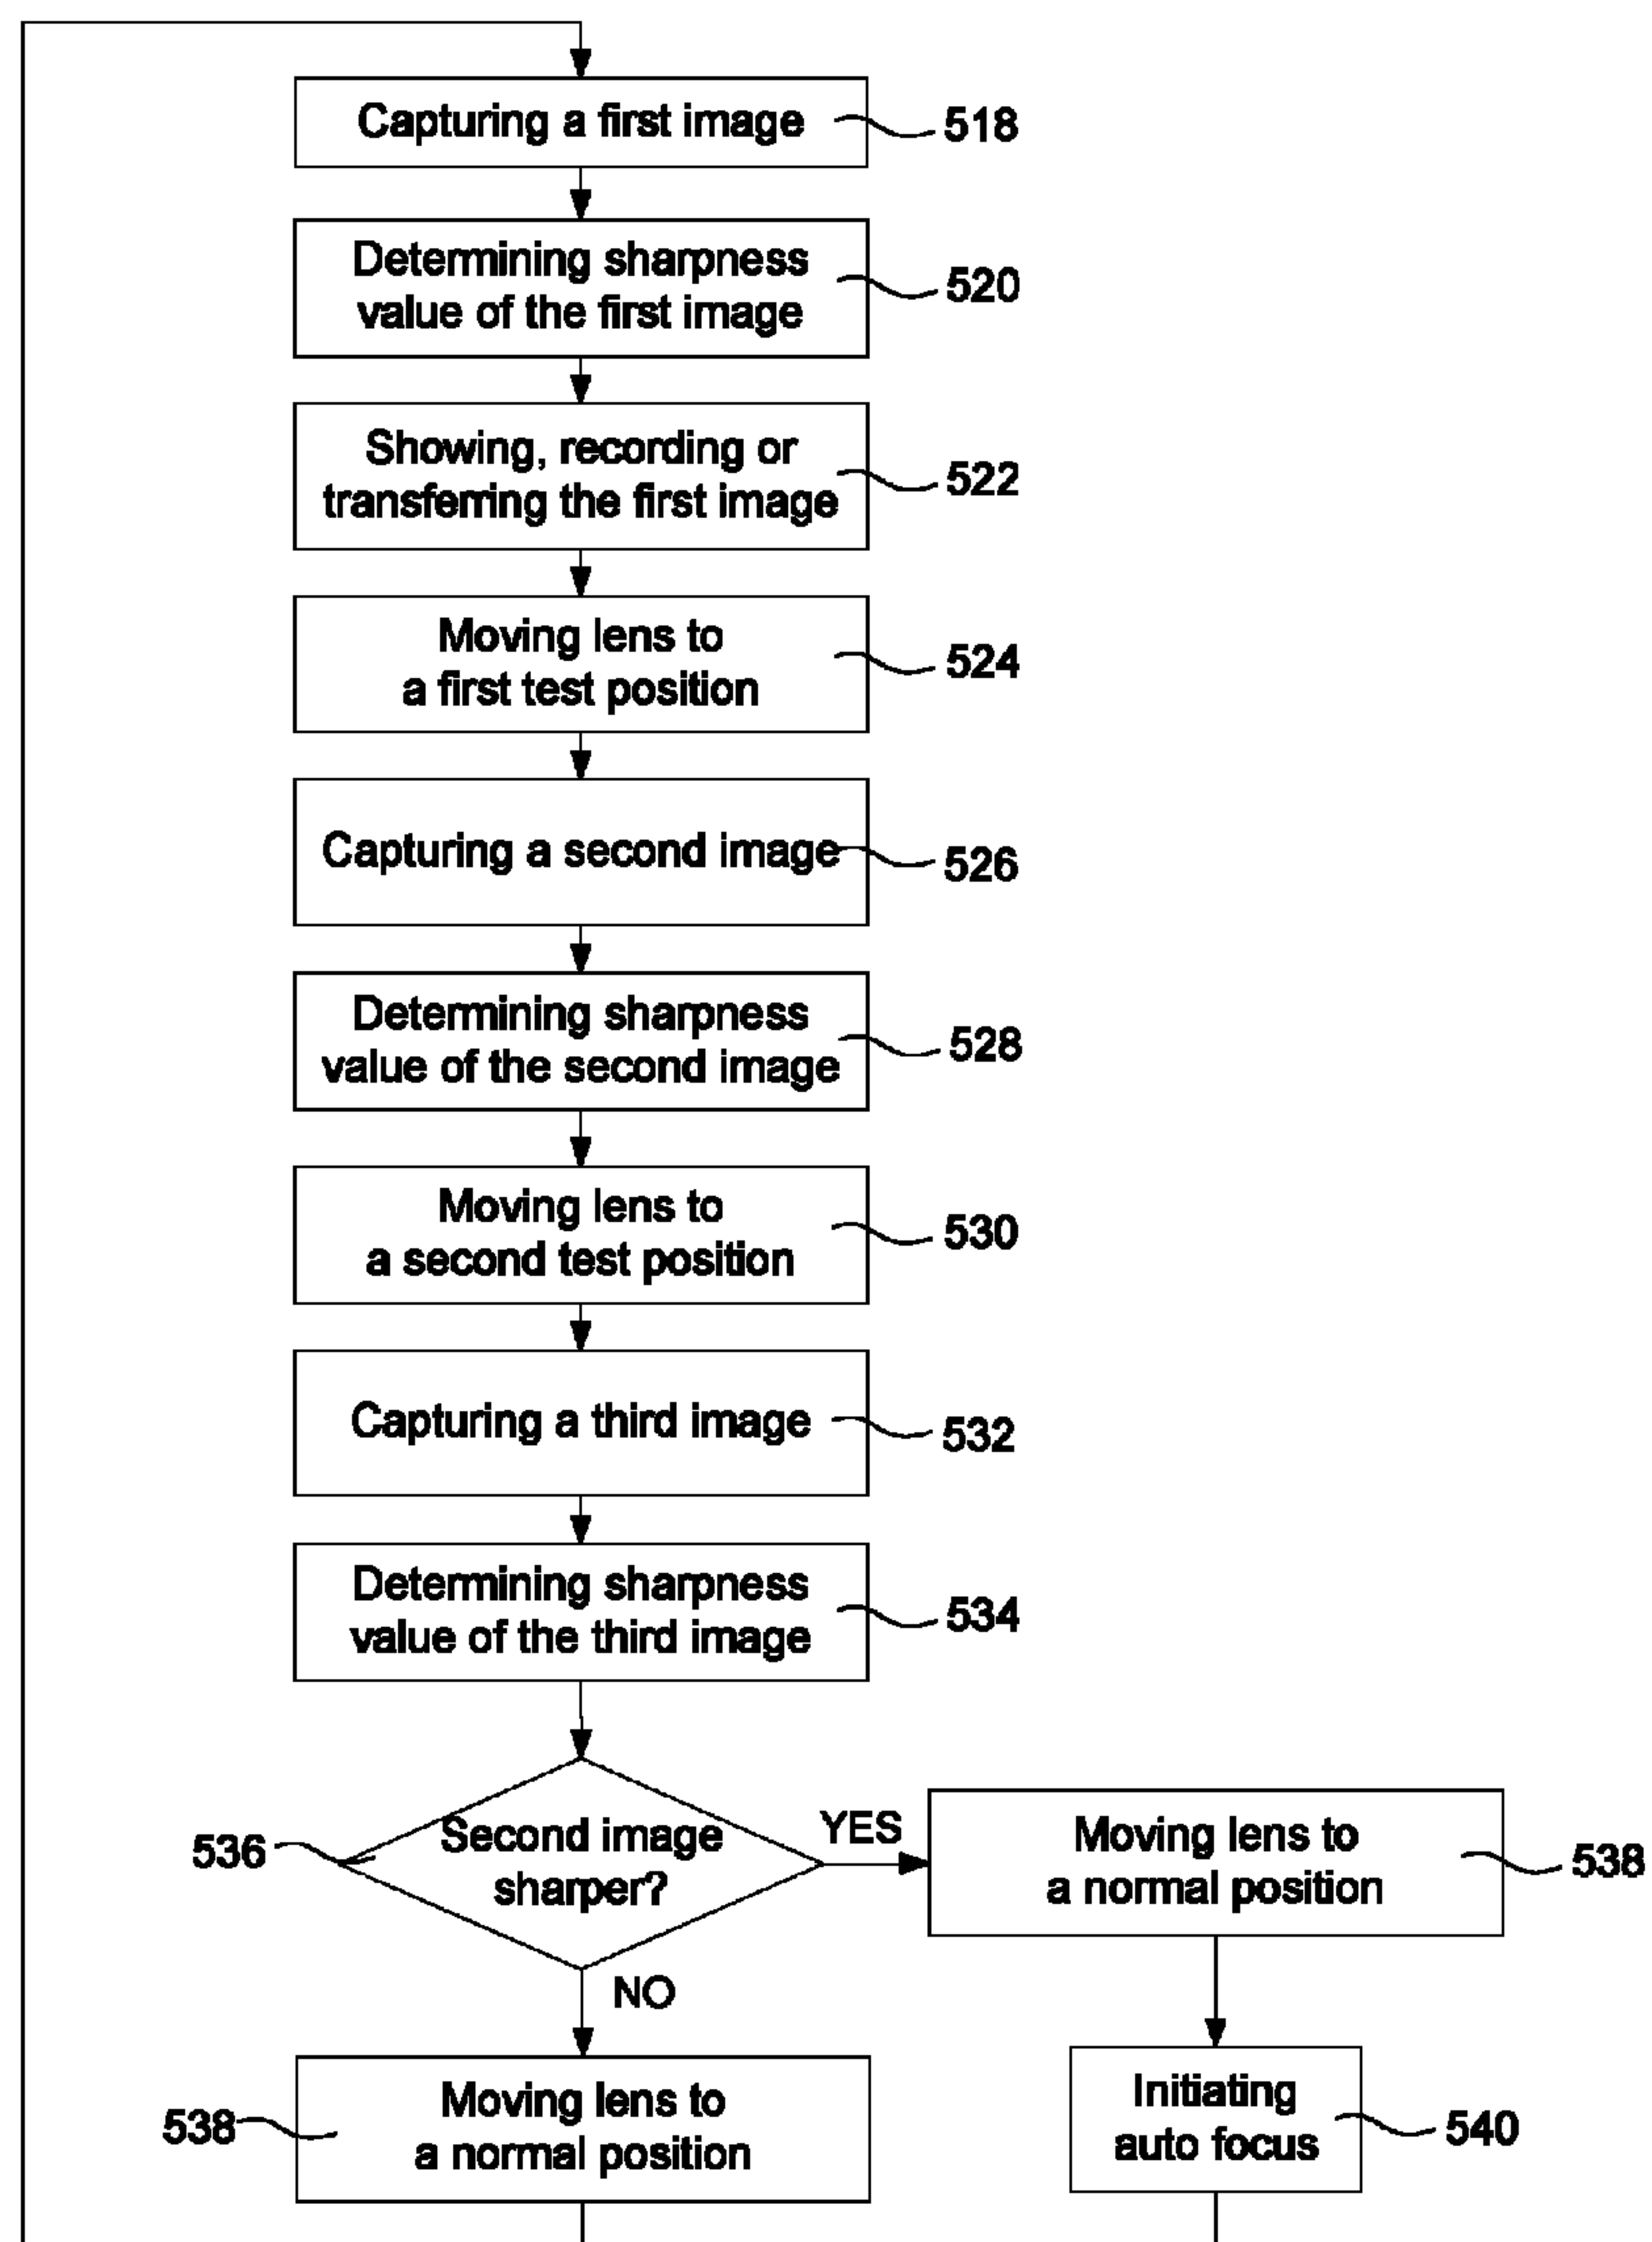 Capturing a first image
518
Determining sharpness
value of the first image
520
Showing, recording or
transferring the first image
522
Moving lens to
a first test position
524
Capturing a second image
526
Determining sharpness
value of the second image
528
Moving lens to
a second test position
530
Capturing a third image
532
Determining sharpness
value of the third image
534
536
Second image
sharper?
YES
Moving lens to
a normal position
538
NO
538
Moving lens to
a normal position
Initiating
auto focus
540